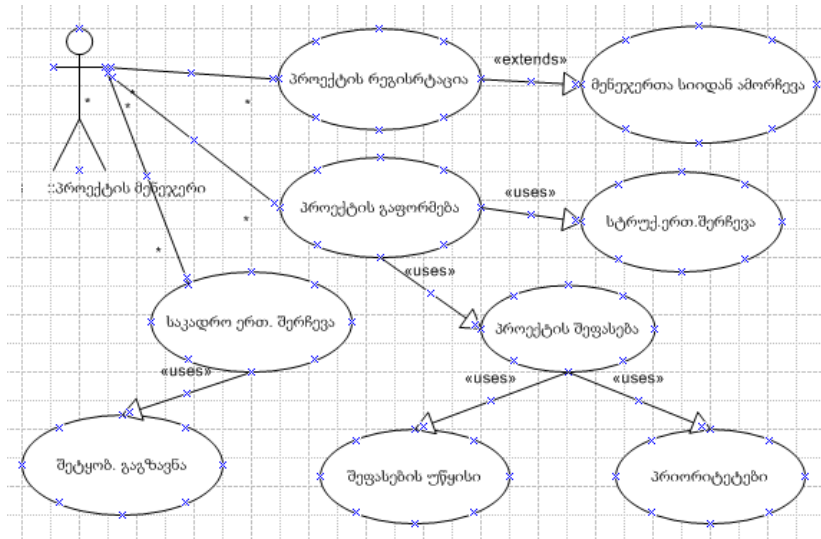 პროექტის რეგისრტაცია
«extends»
მენეჯერთა სიიდან ამორჩევა
*
*
*
*
::პროექტის მენეჯერი
პროექტის გაფორმება
«uses»
სტრუქ.ერთ.შერჩევა
*
*
«uses»
საკადრო ერთ. შერჩევა
პროექტის შეფასება
«uses»
«uses»
«uses»
შეტყობ. გაგზავნა
შეფასების უწყისი
პრიორიტეტები